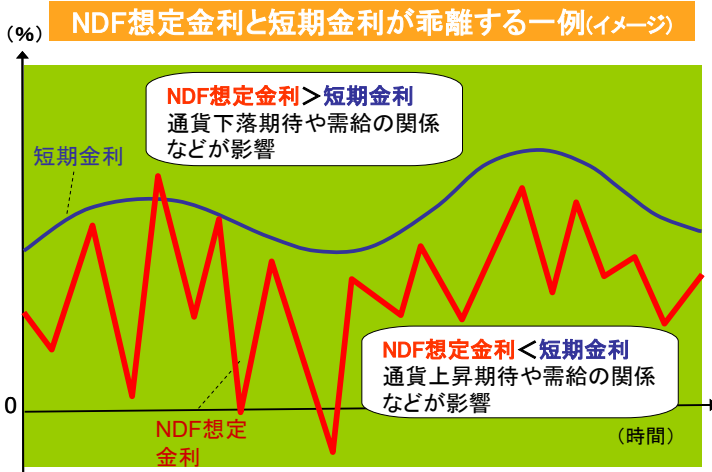 NDF想定金利と短期金利が乖離する一例(イメージ)
(%)
NDF想定金利＞短期金利
通貨下落期待や需給の関係
などが影響
短期金利
NDF想定金利＜短期金利
通貨上昇期待や需給の関係
などが影響
0
NDF想定
金利
(時間)